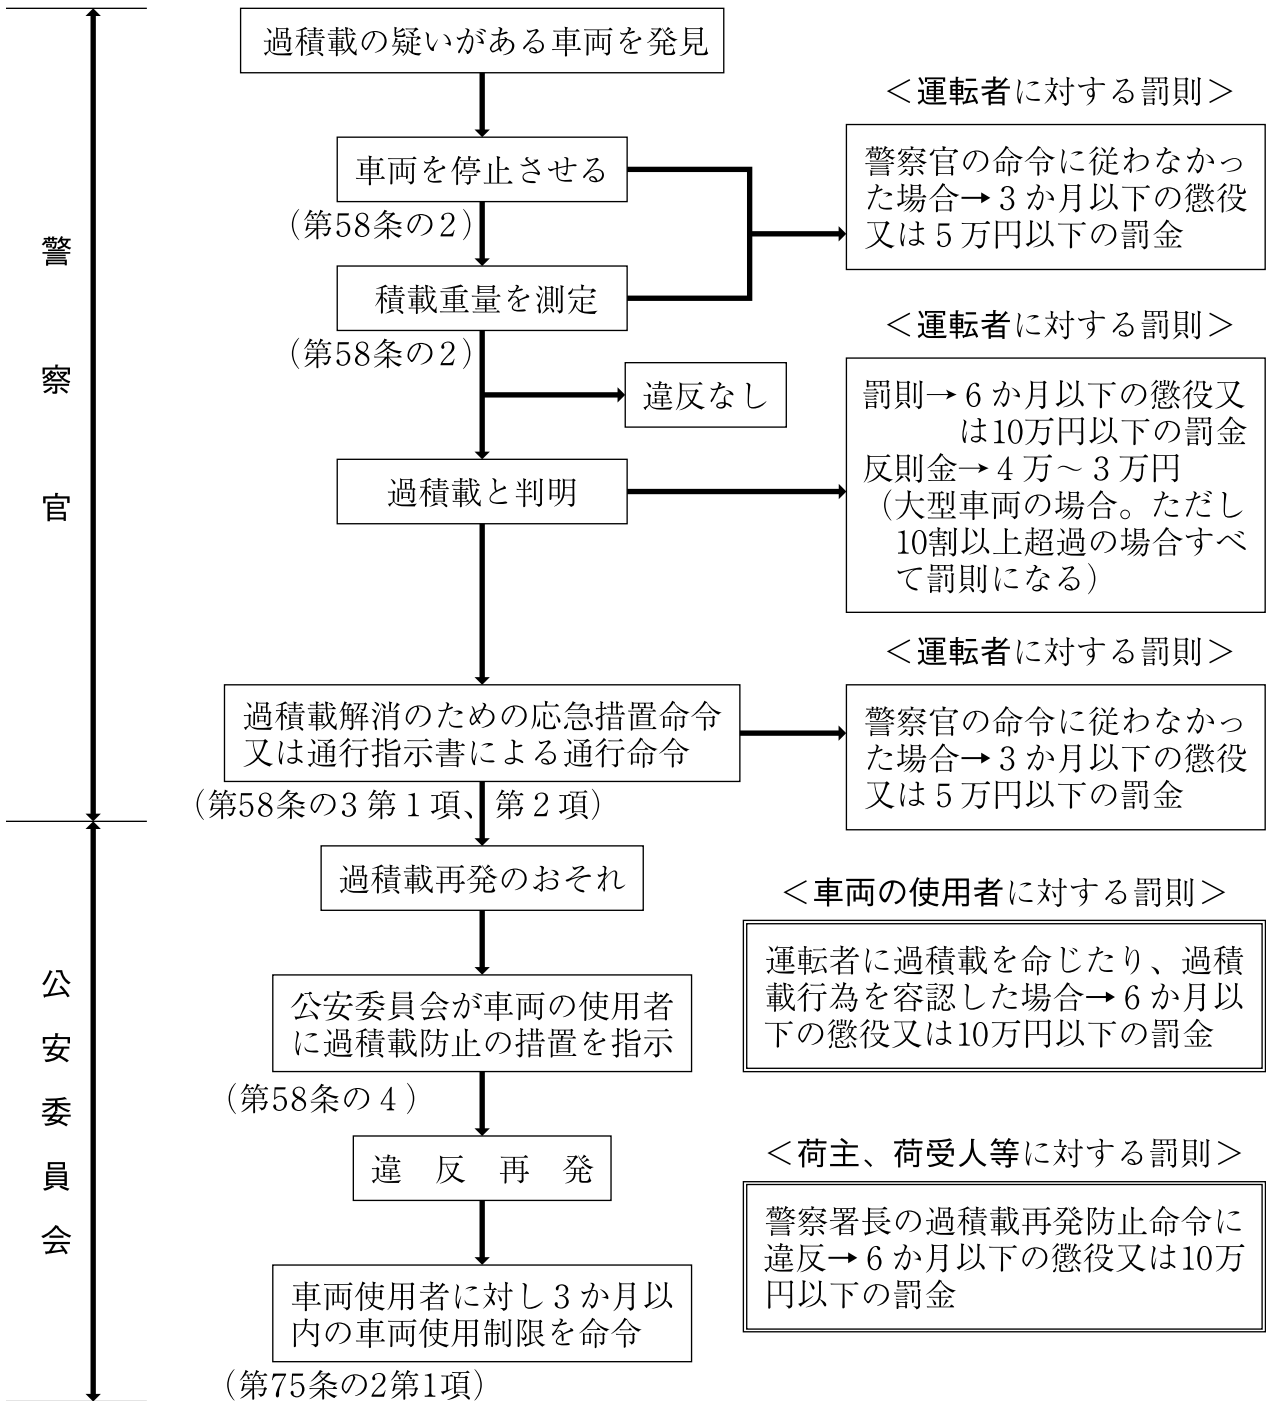 過積載の疑いがある車両を発見
＜運転者に対する罰則＞
車両を停止させる
(第58条の２)
警察官の命令に従わなかっ
た場合→３か月以下の懲役
又は５万円以下の罰金
積載重量を測定
(第58条の２)
違反なし
＜運転者に対する罰則＞
過積載と判明
罰則→６か月以下の懲役又
は10万円以下の罰金
反則金→４万～３万円
（大型車両の場合。ただし
10割以上超過の場合すべ
て罰則になる）
＜運転者に対する罰則＞
過積載解消のための応急措置命令
又は通行指示書による通行命令
(第58条の３第１項、第２項)
警察官の命令に従わなかっ
た場合→３か月以下の懲役
又は５万円以下の罰金
警察官
過積載再発のおそれ
＜車両の使用者に対する罰則＞
運転者に過積載を命じたり、過積
載行為を容認した場合→６か月以
下の懲役又は10万円以下の罰金
公安委員会が車両の使用者
に過積載防止の措置を指示
(第58条の４)
違反再発
＜荷主、荷受人等に対する罰則＞
警察署長の過積載再発防止命令に
違反→６か月以下の懲役又は10万
円以下の罰金
車両使用者に対し３か月以
内の車両使用制限を命令
(第75条の2第1項)
公安委員会